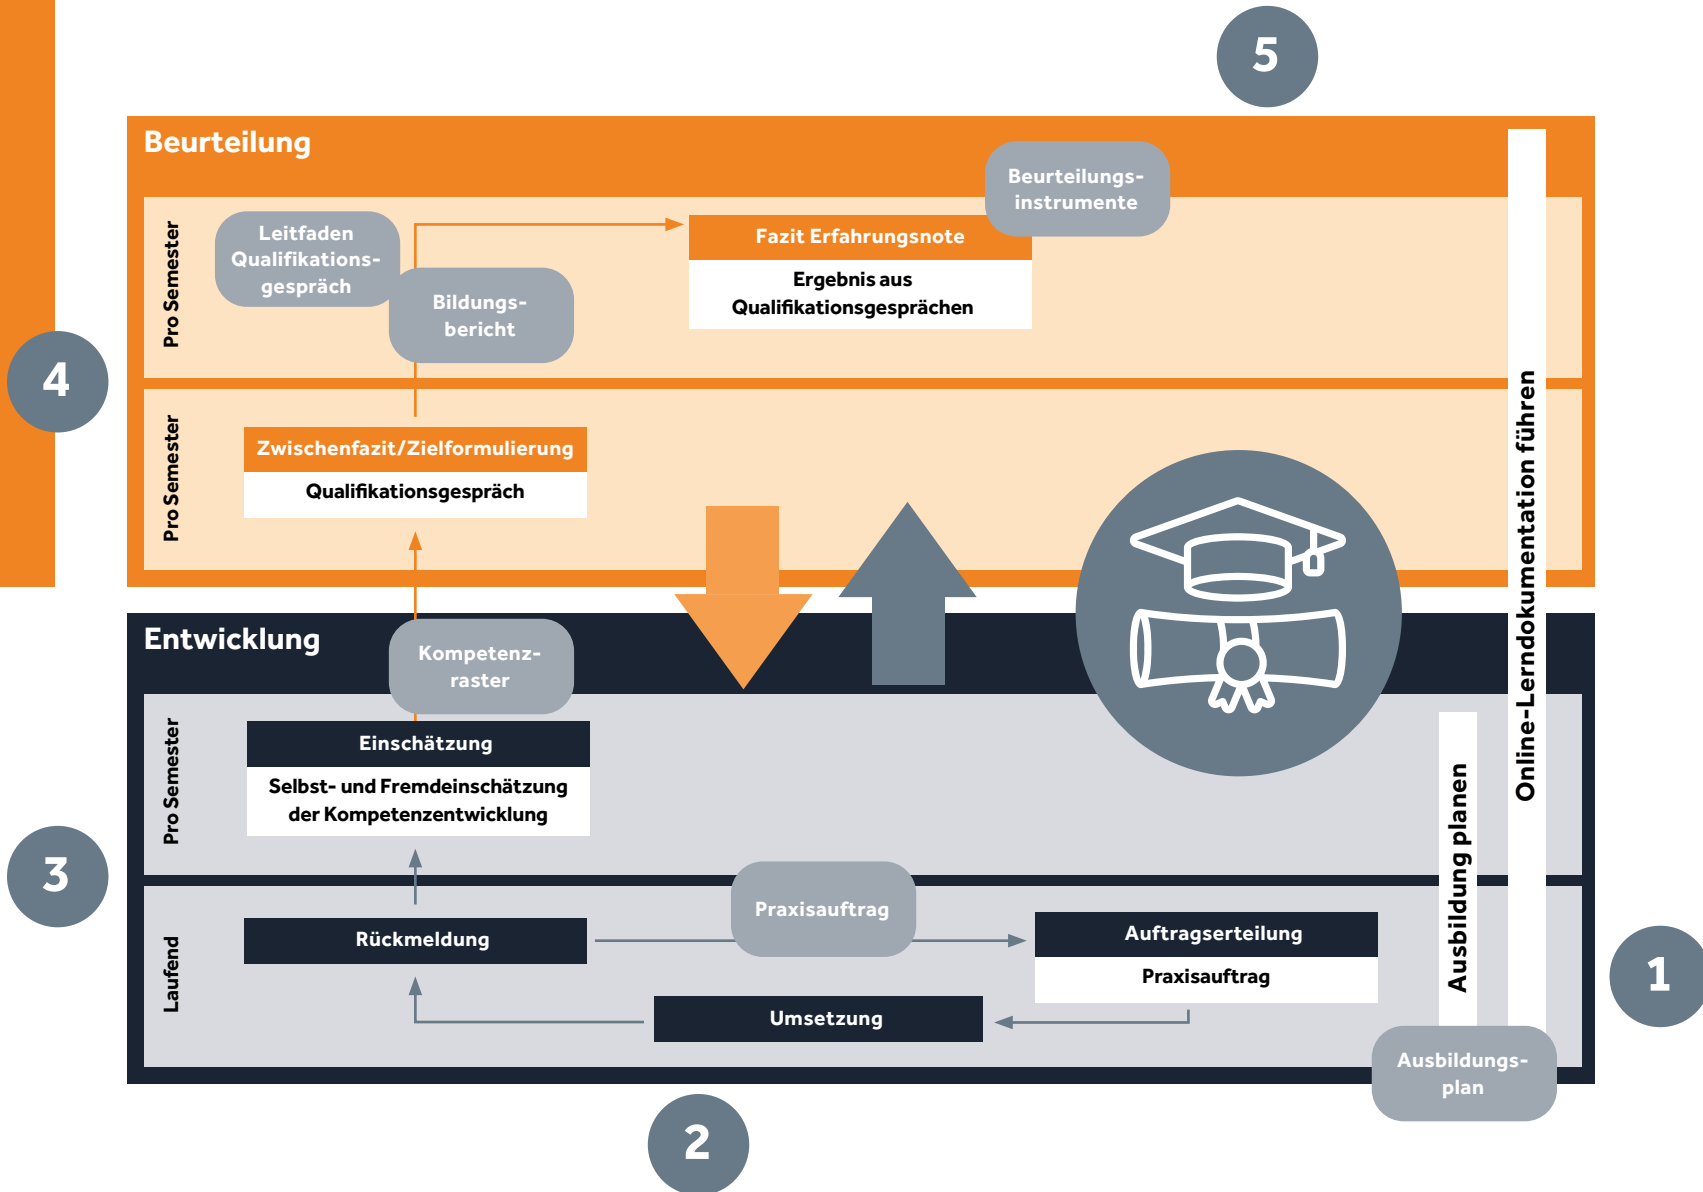 5
Beurteilung
Beurteilungs-
instrumente
Pro Semester
Leitfaden
Qualifikations-
gespräch
Bildungs-
bericht
Fazit Erfahrungsnote
Ergebnis aus
Qualifikationsgesprächen
4
Pro Semester
Zwischenfazit/Zielformulierung
Qualifikationsgespräch
Online-Lerndokumentation führen
Entwicklung
Kompetenz-
raster
Pro Semester
Einschätzung
Selbst- und Fremdeinschätzung
der Kompetenzentwicklung
Ausbildung planen
3
Laufend
Rückmeldung
Praxisauftrag
Auftragserteilung
Praxisauftrag
Umsetzung
1
Ausbildungs-
plan
2